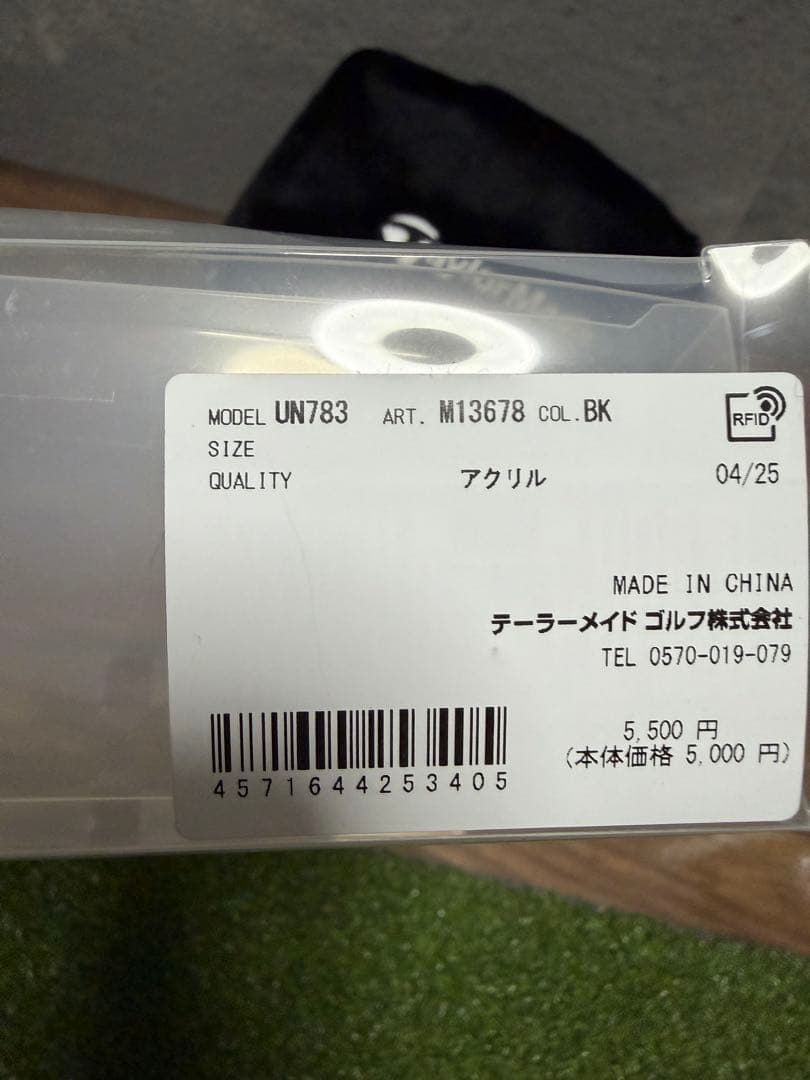 TaylorMade
MODEL UN783 ART. M13678 COL.BK
RFID
SIZE
QUALITY アクリル 04/25
MADE IN CHINA
テーラーメイド ゴルフ株式会社
TEL 0570-019-079
5,500 円
(本体価格 5,000 円)
4571644253405